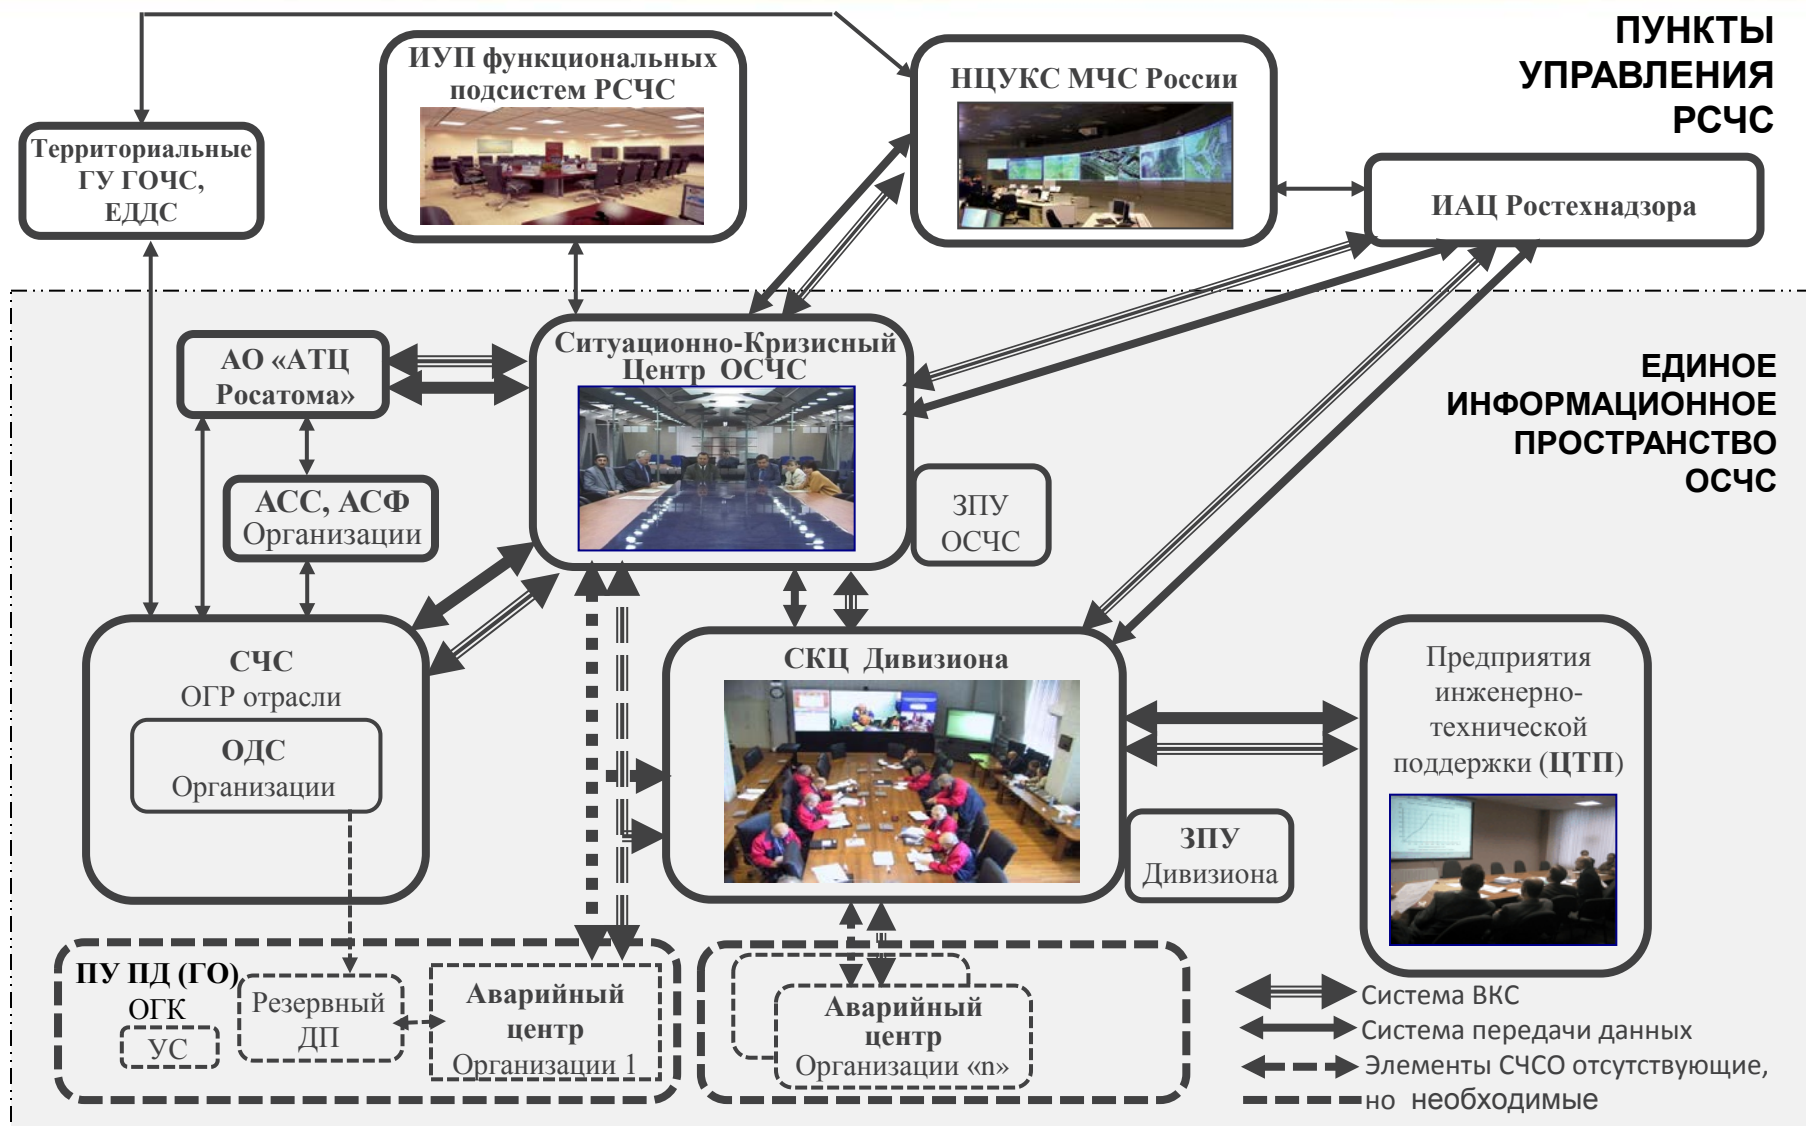 ПУНКТЫ
УПРАВЛЕНИЯ
РСЧС
ИУП функциональных
подсистем РСЧС
НЦУКС МЧС России
Территориальные
ГУ ГОЧС,
ЕДДС
ИАЦ Ростехнадзора
ЕДИНОЕ
ИНФОРМАЦИОННОЕ
ПРОСТРАНСТВО
ОСЧС
АО «АТЦ
Росатома»
Ситуационно-Кризисный
Центр ОСЧС
АСС, АСФ
Организации
ЗПУ
ОСЧС
СЧС
ОГР отрасли
ОДС
Организации
СКЦ Дивизиона
Предприятия
инженерно-
технической
поддержки (ЦТП)
ЗПУ
Дивизиона
ПУ ПД (ГО)
ОГК
УС
Резервный
ДП
Аварийный
центр
Организации 1
Аварийный
центр
Организации «n»
Система ВКС
Система передачи данных
Элементы СЧСО отсутствующие,
но необходимые